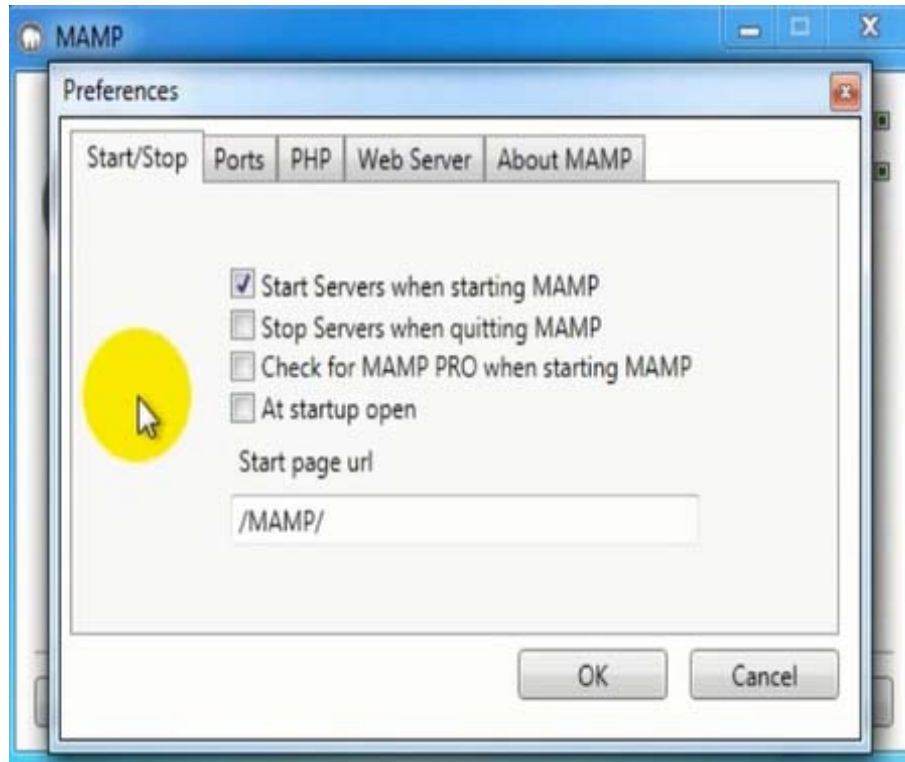 MAMP
Preferences
Start/Stop Ports PHP Web Server About MAMP
Start Servers when starting MAMP
Stop Servers when quitting MAMP
Check for MAMP PRO when starting MAMP
At startup open
Start page url
/MAMP/
OK Cancel